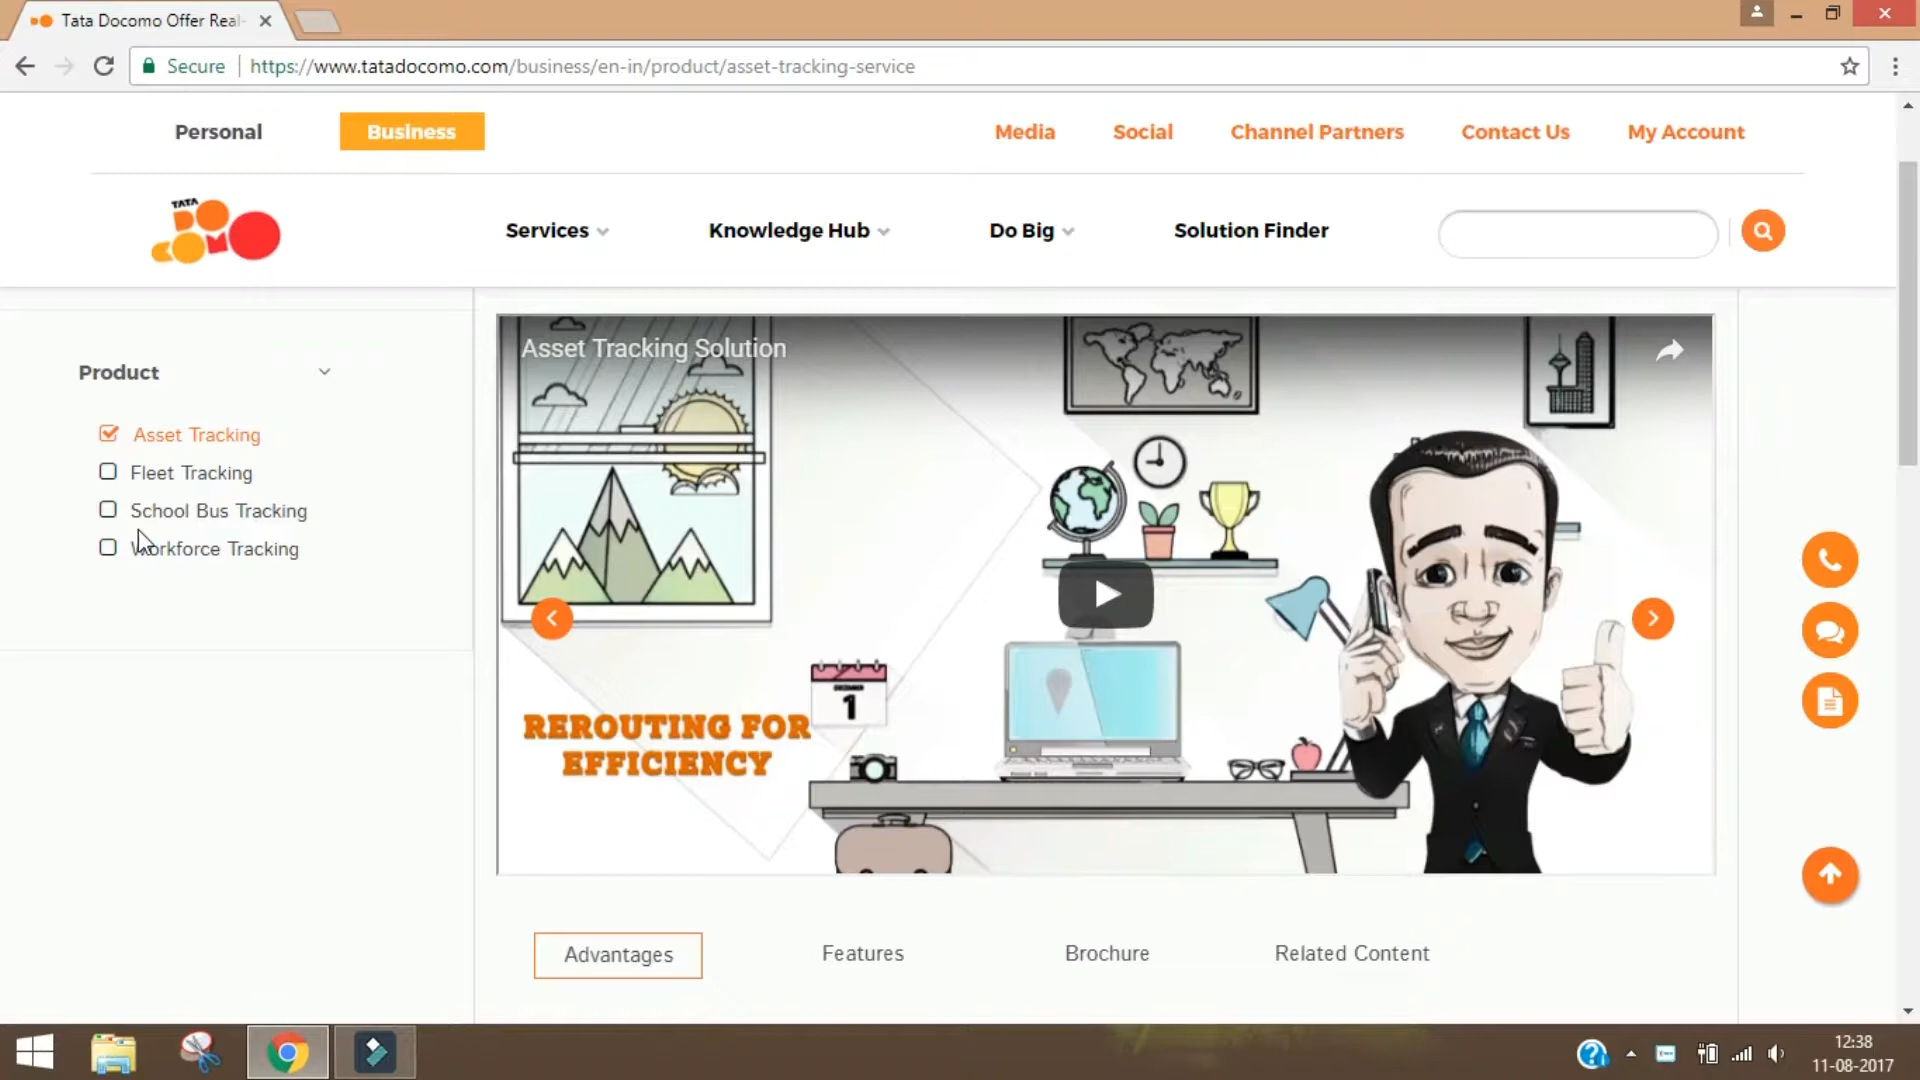 Tata Docomo Offer Real-
Secure
https://www.tatadocomo.com/business/en-in/product/asset-tracking-service
Personal
Business
Media
Social
Channel Partners
Contact Us
My Account
TATA
DOCOMO
Services
Knowledge Hub
Do Big
Solution Finder
Product
Asset Tracking
Fleet Tracking
School Bus Tracking
Workforce Tracking
Asset Tracking Solution
DECEMBER
1
REROUTING FOR
EFFICIENCY
Advantages
Features
Brochure
Related Content
12:38
11-08-2017